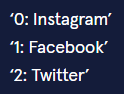 ‘0: Instagram’
‘1: Facebook’
‘2: Twitter’